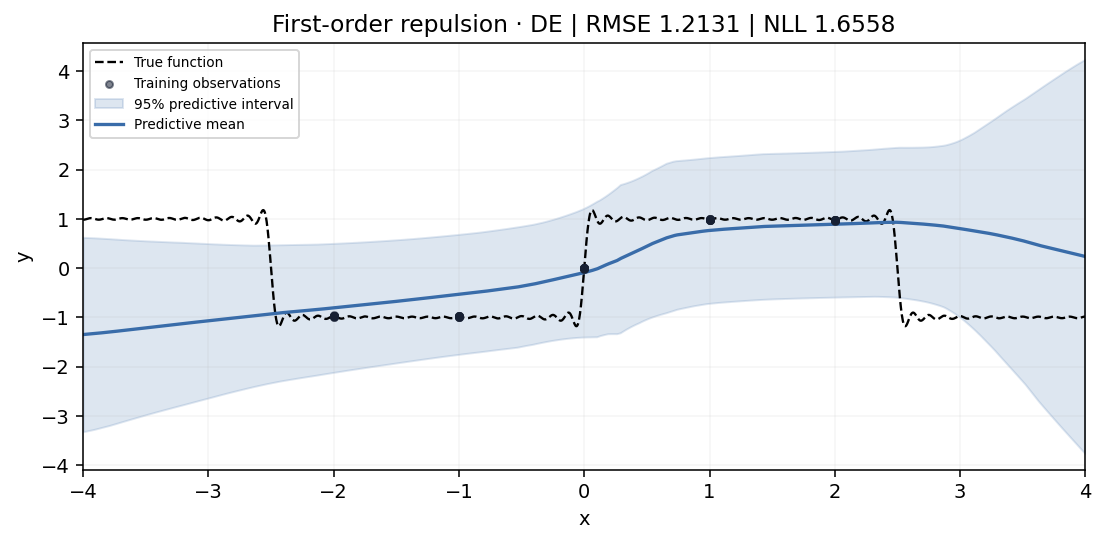 First-order repulsion · DE | RMSE 1.2131 | NLL 1.6558
True function
Training observations
95% predictive interval
Predictive mean
4
3
2
1
0
−1
−2
−3
−4
y
−4 −3 −2 −1 0 1 2 3 4
x